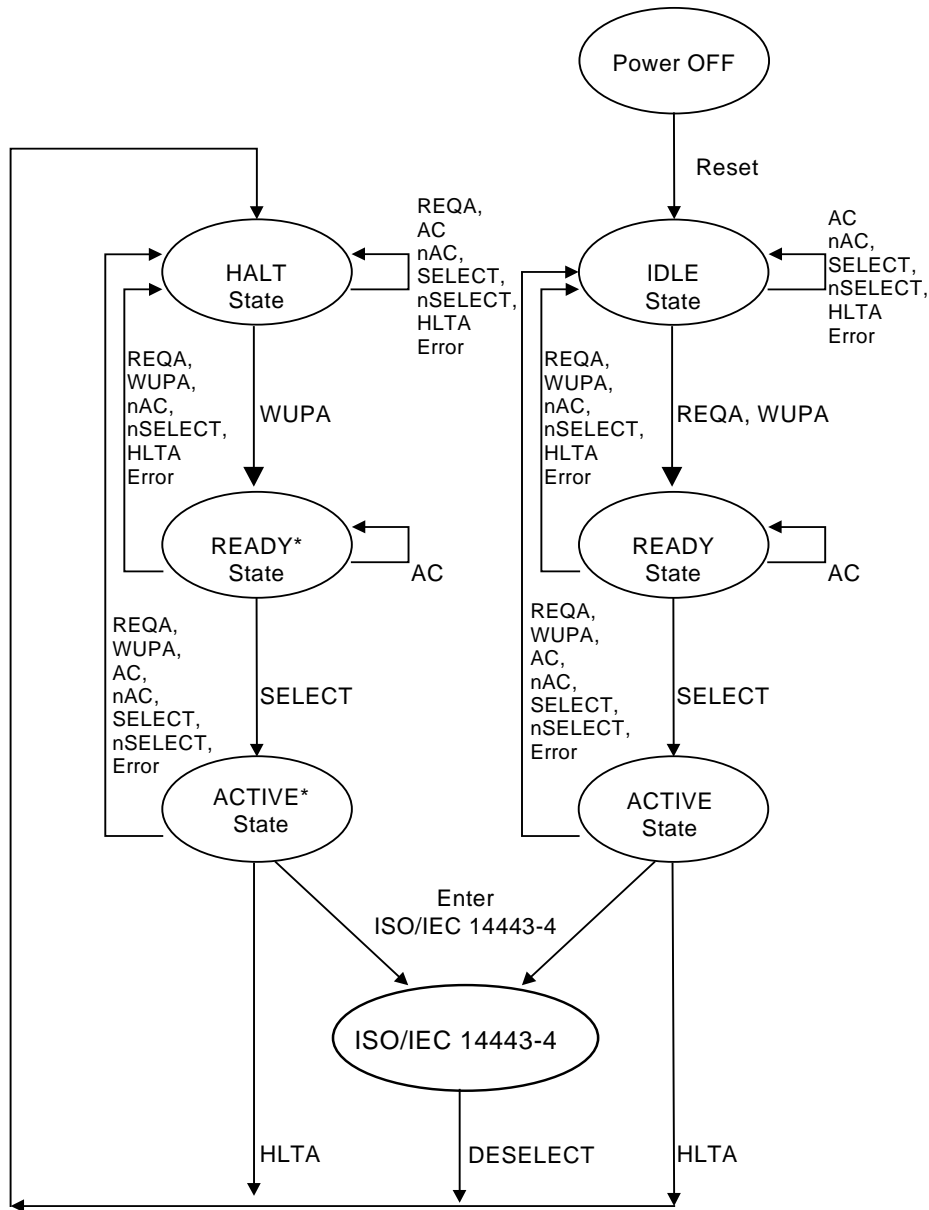 Power OFF
Reset
REQA,
AC
nAC,
SELECT,
nSELECT,
HLTA
Error
AC
nAC,
SELECT,
nSELECT,
HLTA
Error
HALT
State
IDLE
State
REQA,
WUPA,
nAC,
nSELECT,
HLTA
Error
WUPA
REQA,
WUPA,
nAC,
nSELECT,
HLTA
Error
REQA, WUPA
READY*
State
AC
READY
State
AC
REQA,
WUPA,
AC,
nAC,
SELECT,
nSELECT,
Error
SELECT
REQA,
WUPA,
AC,
nAC,
SELECT,
nSELECT,
Error
SELECT
ACTIVE*
State
ACTIVE
State
Enter
ISO/IEC 14443-4
ISO/IEC 14443-4
HLTA
DESELECT
HLTA